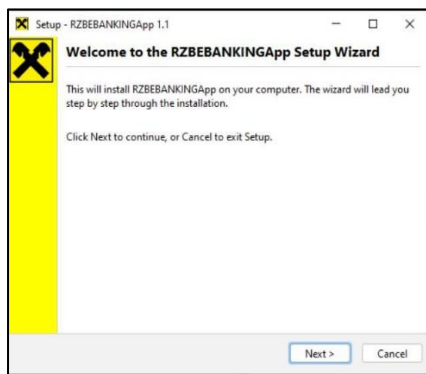 Setup - RZBEBANKINGApp 1.1
Welcome to the RZBEBANKINGApp Setup Wizard
This will install RZBEBANKINGApp on your computer. The wizard will lead you
step by step through the installation.
Click Next to continue, or Cancel to exit Setup.
Next >
Cancel